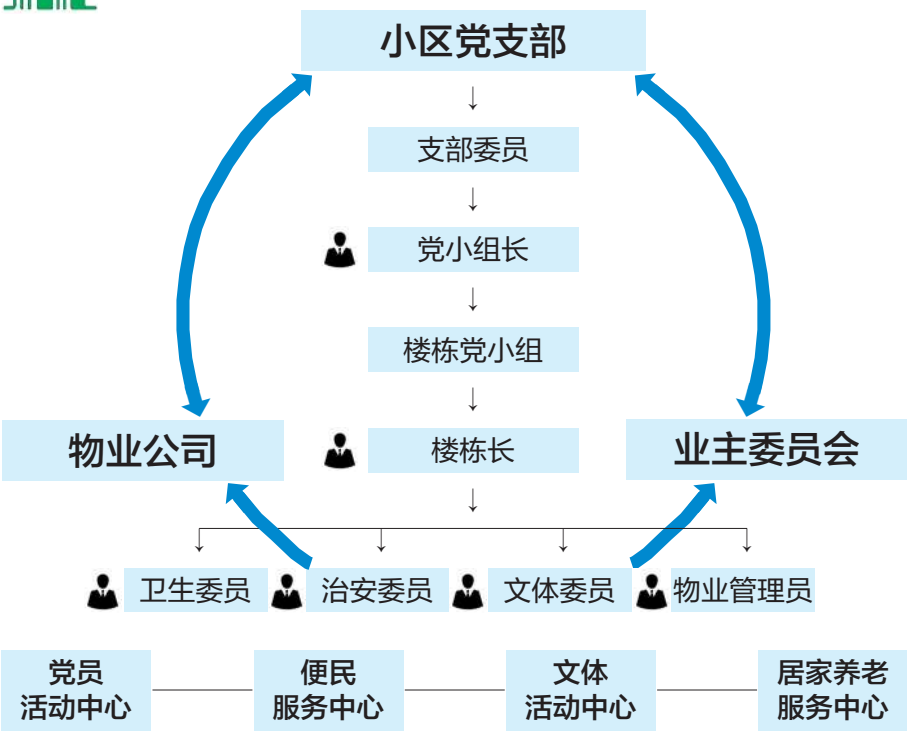 小区党支部
支部委员
党小组长
楼栋党小组
物业公司
楼栋长
业主委员会
卫生委员
治安委员
文体委员
物业管理员
党员
活动中心
便民
服务中心
文体
活动中心
居家养老
服务中心